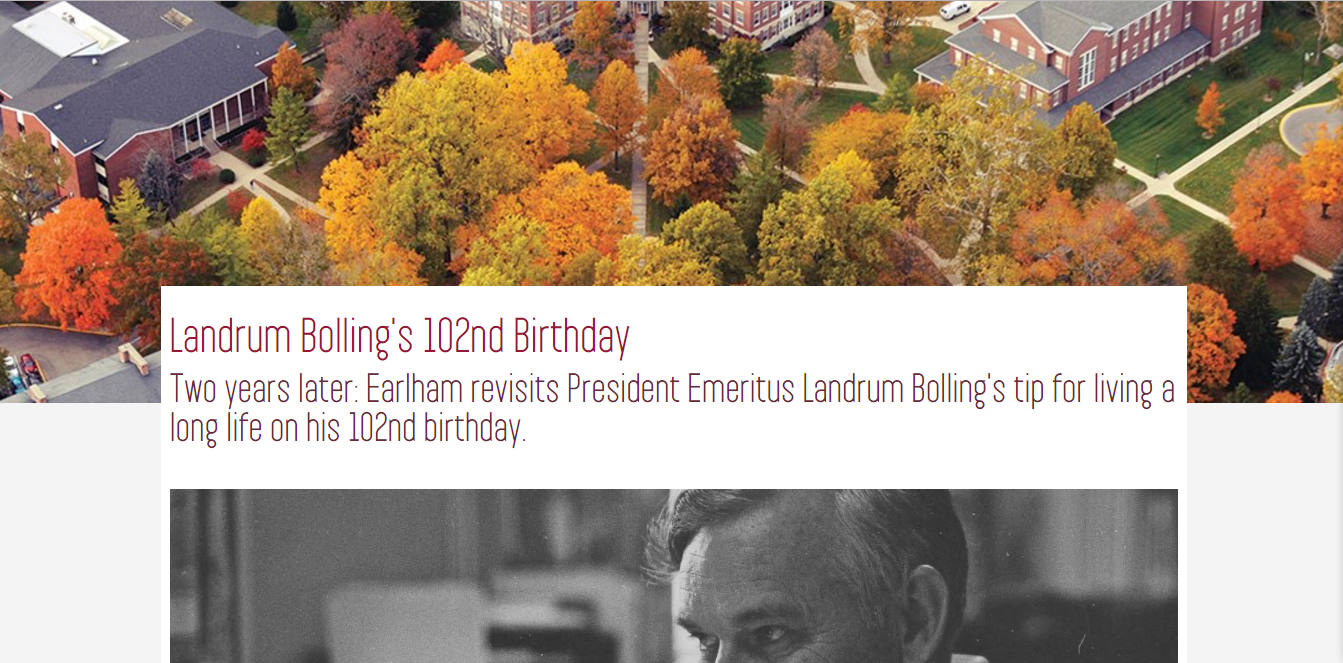 Landrum Bolling's 102nd Birthday
Two years later: Earlham revisits President Emeritus Landrum Bolling's tip for living a
long life on his 102nd birthday.